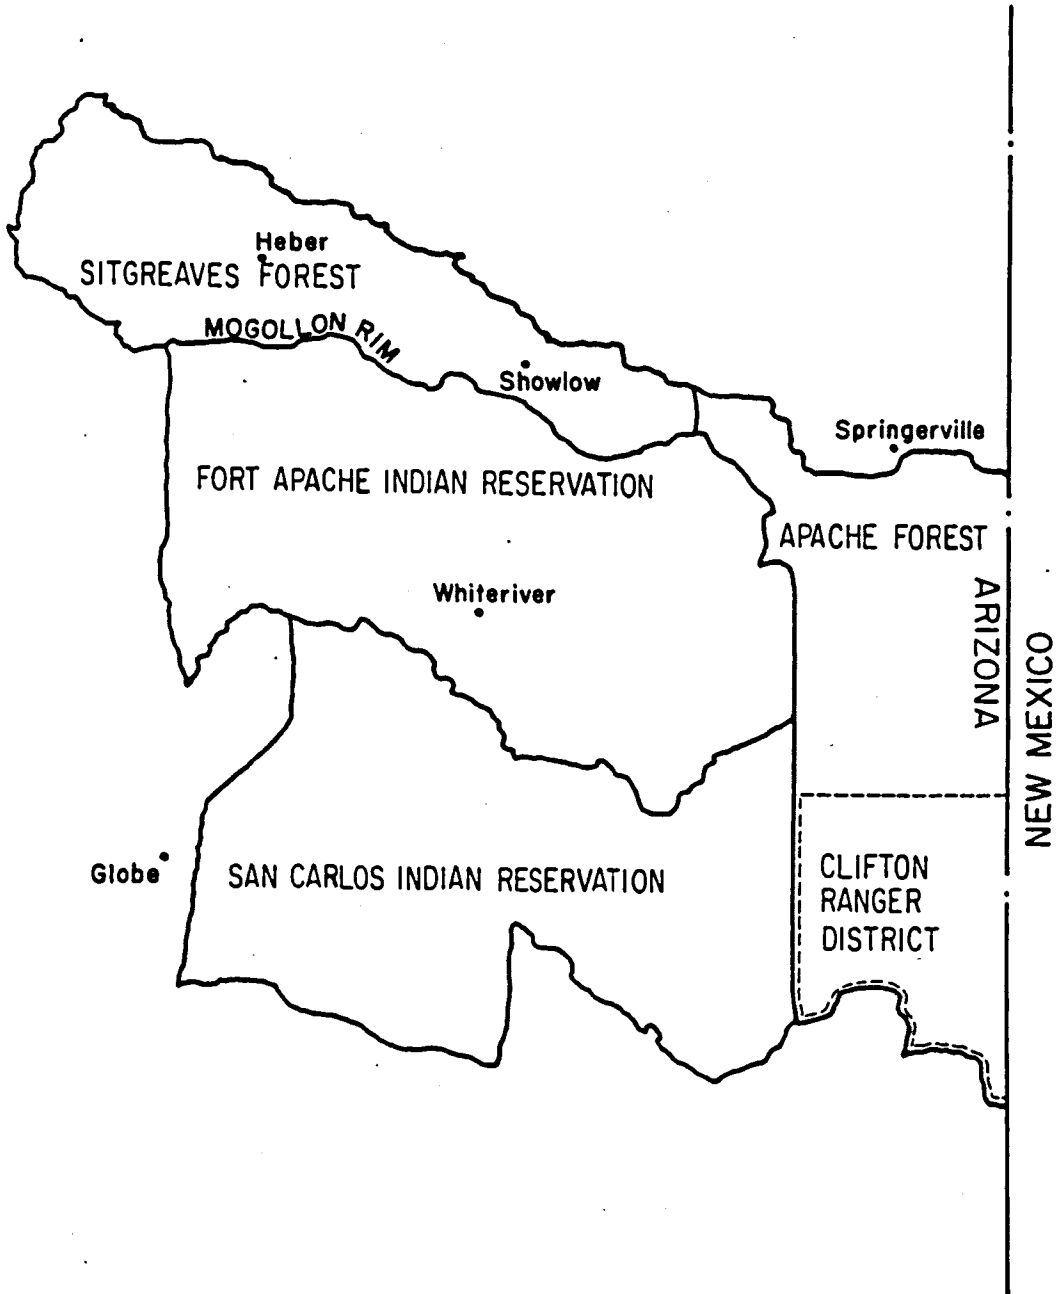 Heber
SITGREAVES FOREST
MOGOLLON RIM
Showlow
Springerville
FORT APACHE INDIAN RESERVATION
APACHE FOREST
Whiteriver
ARIZONA
NEW MEXICO
Globe
SAN CARLOS INDIAN RESERVATION
CLIFTON
RANGER
DISTRICT